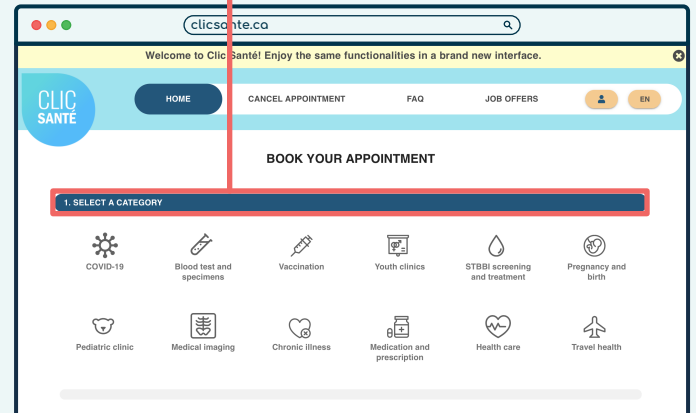 clicsante.ca
Welcome to Clic Santé! Enjoy the same functionalities in a brand new interface.
CLIC
SANTÉ
HOME
CANCEL APPOINTMENT
FAQ
JOB OFFERS
EN
BOOK YOUR APPOINTMENT
1. SELECT A CATEGORY
COVID-19
Blood test and
specimens
Vaccination
Youth clinics
STBBI screening
and treatment
Pregnancy and
birth
Pediatric clinic
Medical imaging
Chronic illness
Medication and
prescription
Health care
Travel health